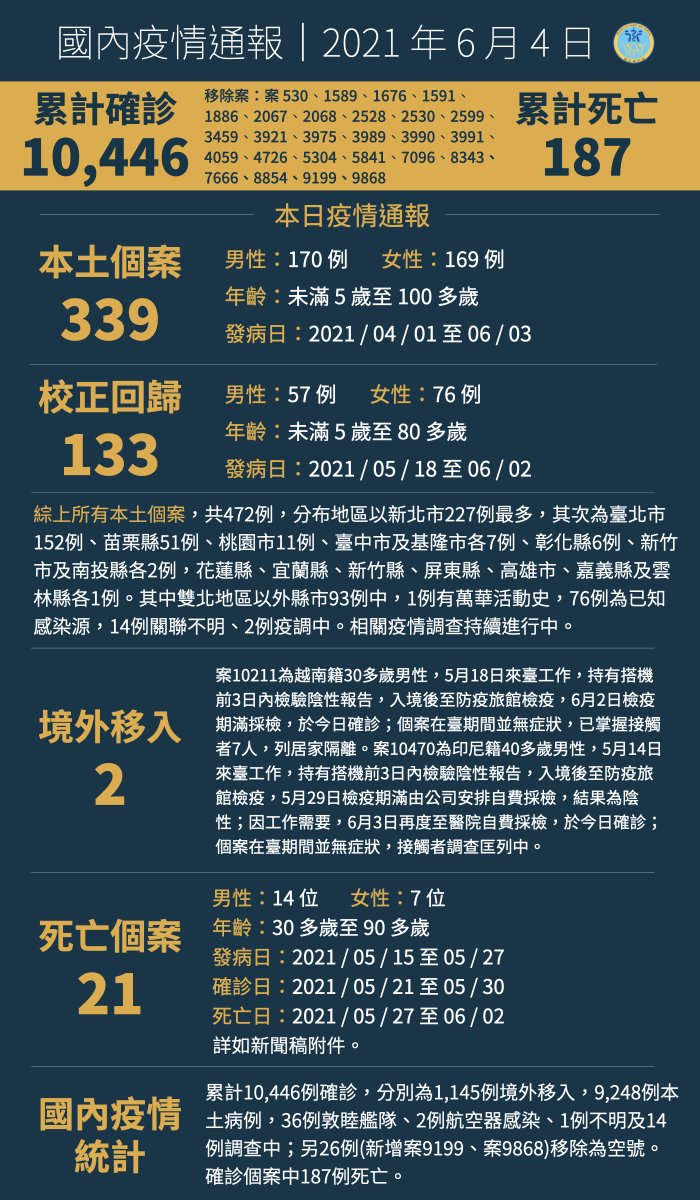 國內疫情通報｜2021 年 6 月 4 日
累計確診
10,446
移除案：案 530、1589、1676、1591、
1886、2067、2068、2528、2530、2599、
3459、3921、3975、3989、3990、3991、
4059、4726、5304、5841、7096、8343、
7666、8854、9199、9868
累計死亡
187
本日疫情通報
本土個案
339
男性：170 例 女性：169 例
年齡：未滿 5 歲至 100 多歲
發病日：2021 / 04 / 01 至 06 / 03
校正回歸
133
男性：57 例 女性：76 例
年齡：未滿 5 歲至 80 多歲
發病日：2021 / 05 / 18 至 06 / 02
綜上所有本土個案，共472例，分布地區以新北市227例最多，其次為臺北市
152例、苗栗縣51例、桃園市11例、臺中市及基隆市各7例、彰化縣6例、新竹
市及南投縣各2例，花蓮縣、宜蘭縣、新竹縣、屏東縣、高雄市、嘉義縣及雲
林縣各1例。其中雙北地區以外縣市93例中，1例有萬華活動史，76例為已知
感染源，14例關聯不明、2例疫調中。相關疫情調查持續進行中。
境外移入
2
案10211為越南籍30多歲男性，5月18日來臺工作，持有搭機
前3日內檢驗陰性報告，入境後至防疫旅館檢疫，6月2日檢疫
期滿採檢，於今日確診；個案在臺期間並無症狀，已掌握接觸
者7人，列居家隔離。案10470為印尼籍40多歲男性，5月14日
來臺工作，持有搭機前3日內檢驗陰性報告，入境後至防疫旅
館檢疫，5月29日檢疫期滿由公司安排自費採檢，結果為陰
性；因工作需要，6月3日再度至醫院自費採檢，於今日確診；
個案在臺期間並無症狀，接觸者調查匡列中。
死亡個案
21
男性：14 位 女性：7 位
年齡：30 多歲至 90 多歲
發病日：2021 / 05 / 15 至 05 / 27
確診日：2021 / 05 / 21 至 05 / 30
死亡日：2021 / 05 / 27 至 06 / 02
詳如新聞稿附件。
國內疫情
統計
累計10,446例確診，分別為1,145例境外移入，9,248例本
土病例，36例敦睦艦隊、2例航空器感染、1例不明及14
例調查中；另26例(新增案9199、案9868)移除為空號。
確診個案中187例死亡。